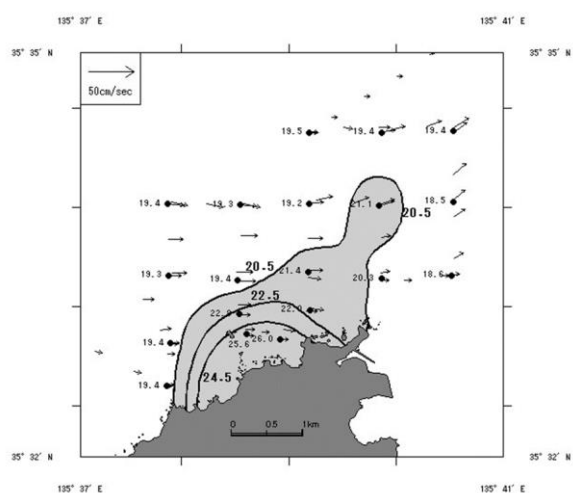 135° 37′ E
135° 41′ E
35° 35′ N
35° 35′ N
50cm/sec
19.5 19.4 19.4
19.4 19.3 19.2 21.1 18.5
20.5
20.5
19.3 19.4 21.4 20.3 18.6
22.5
22.0
19.4
25.6 26.0
24.5
19.4
0 0.5 1km
35° 32′ N
35° 32′ N
135° 37′ E
135° 41′ E